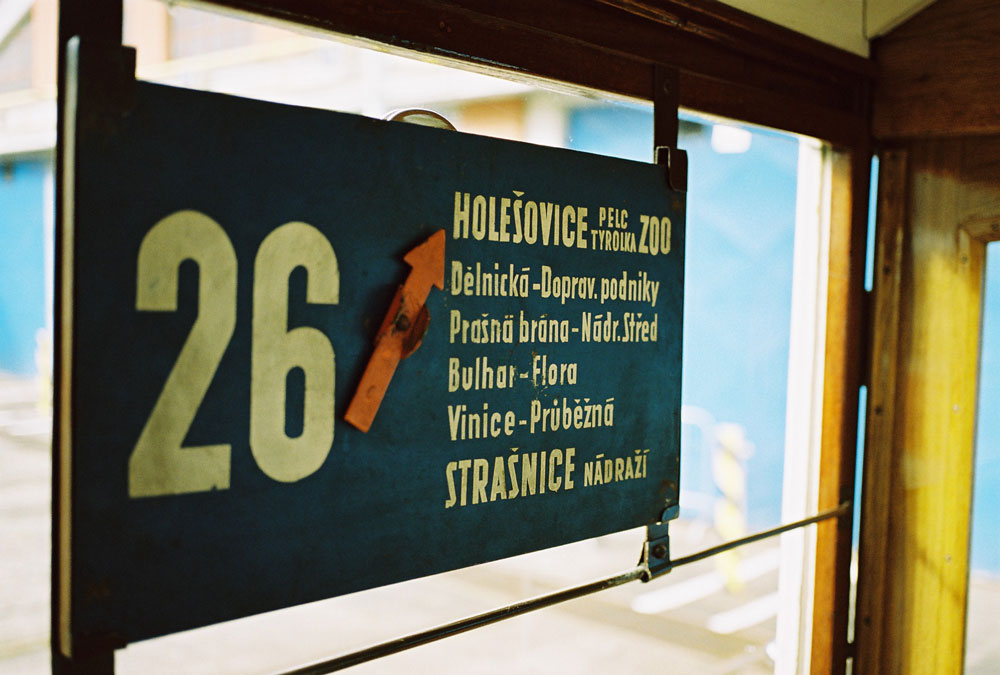 26
HOLEŠOVICE PELC TYROLKA ZOO
Dělnická-Doprav. podniky
Prašná brána-Nádr. Střed
Bulhar-Flora
Vinice-Průběžná
STRAŠNICE NÁDRAŽÍ